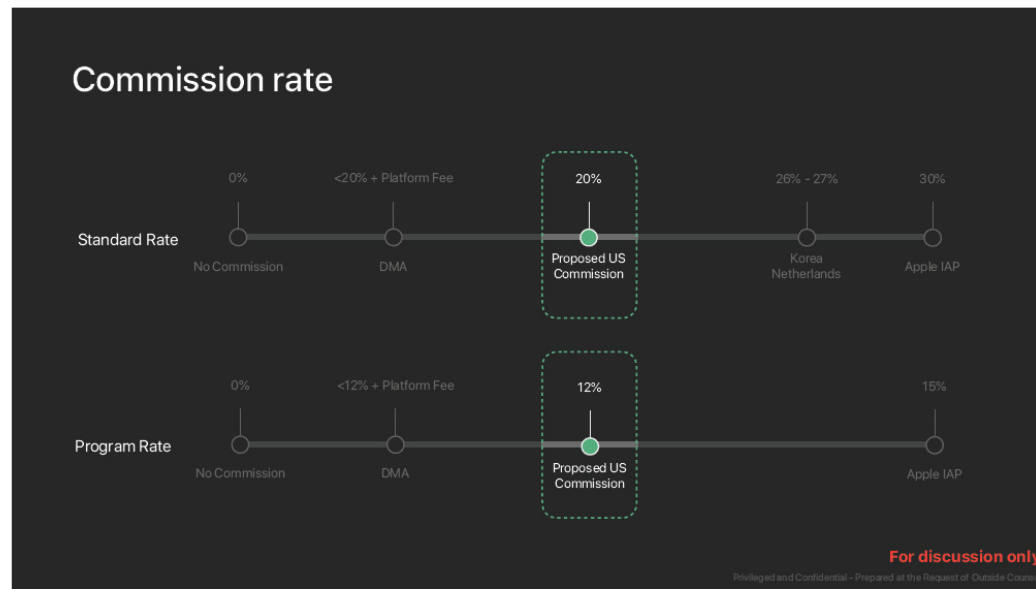 Commission rate
0%
<20% + Platform Fee
20%
26% - 27%
30%
Standard Rate
No Commission
DMA
Proposed US
Commission
Korea
Netherlands
Apple IAP
0%
<12% + Platform Fee
12%
15%
Program Rate
No Commission
DMA
Proposed US
Commission
Apple IAP
For discussion only
Privileged and Confidential - Prepared at the Request of Outside